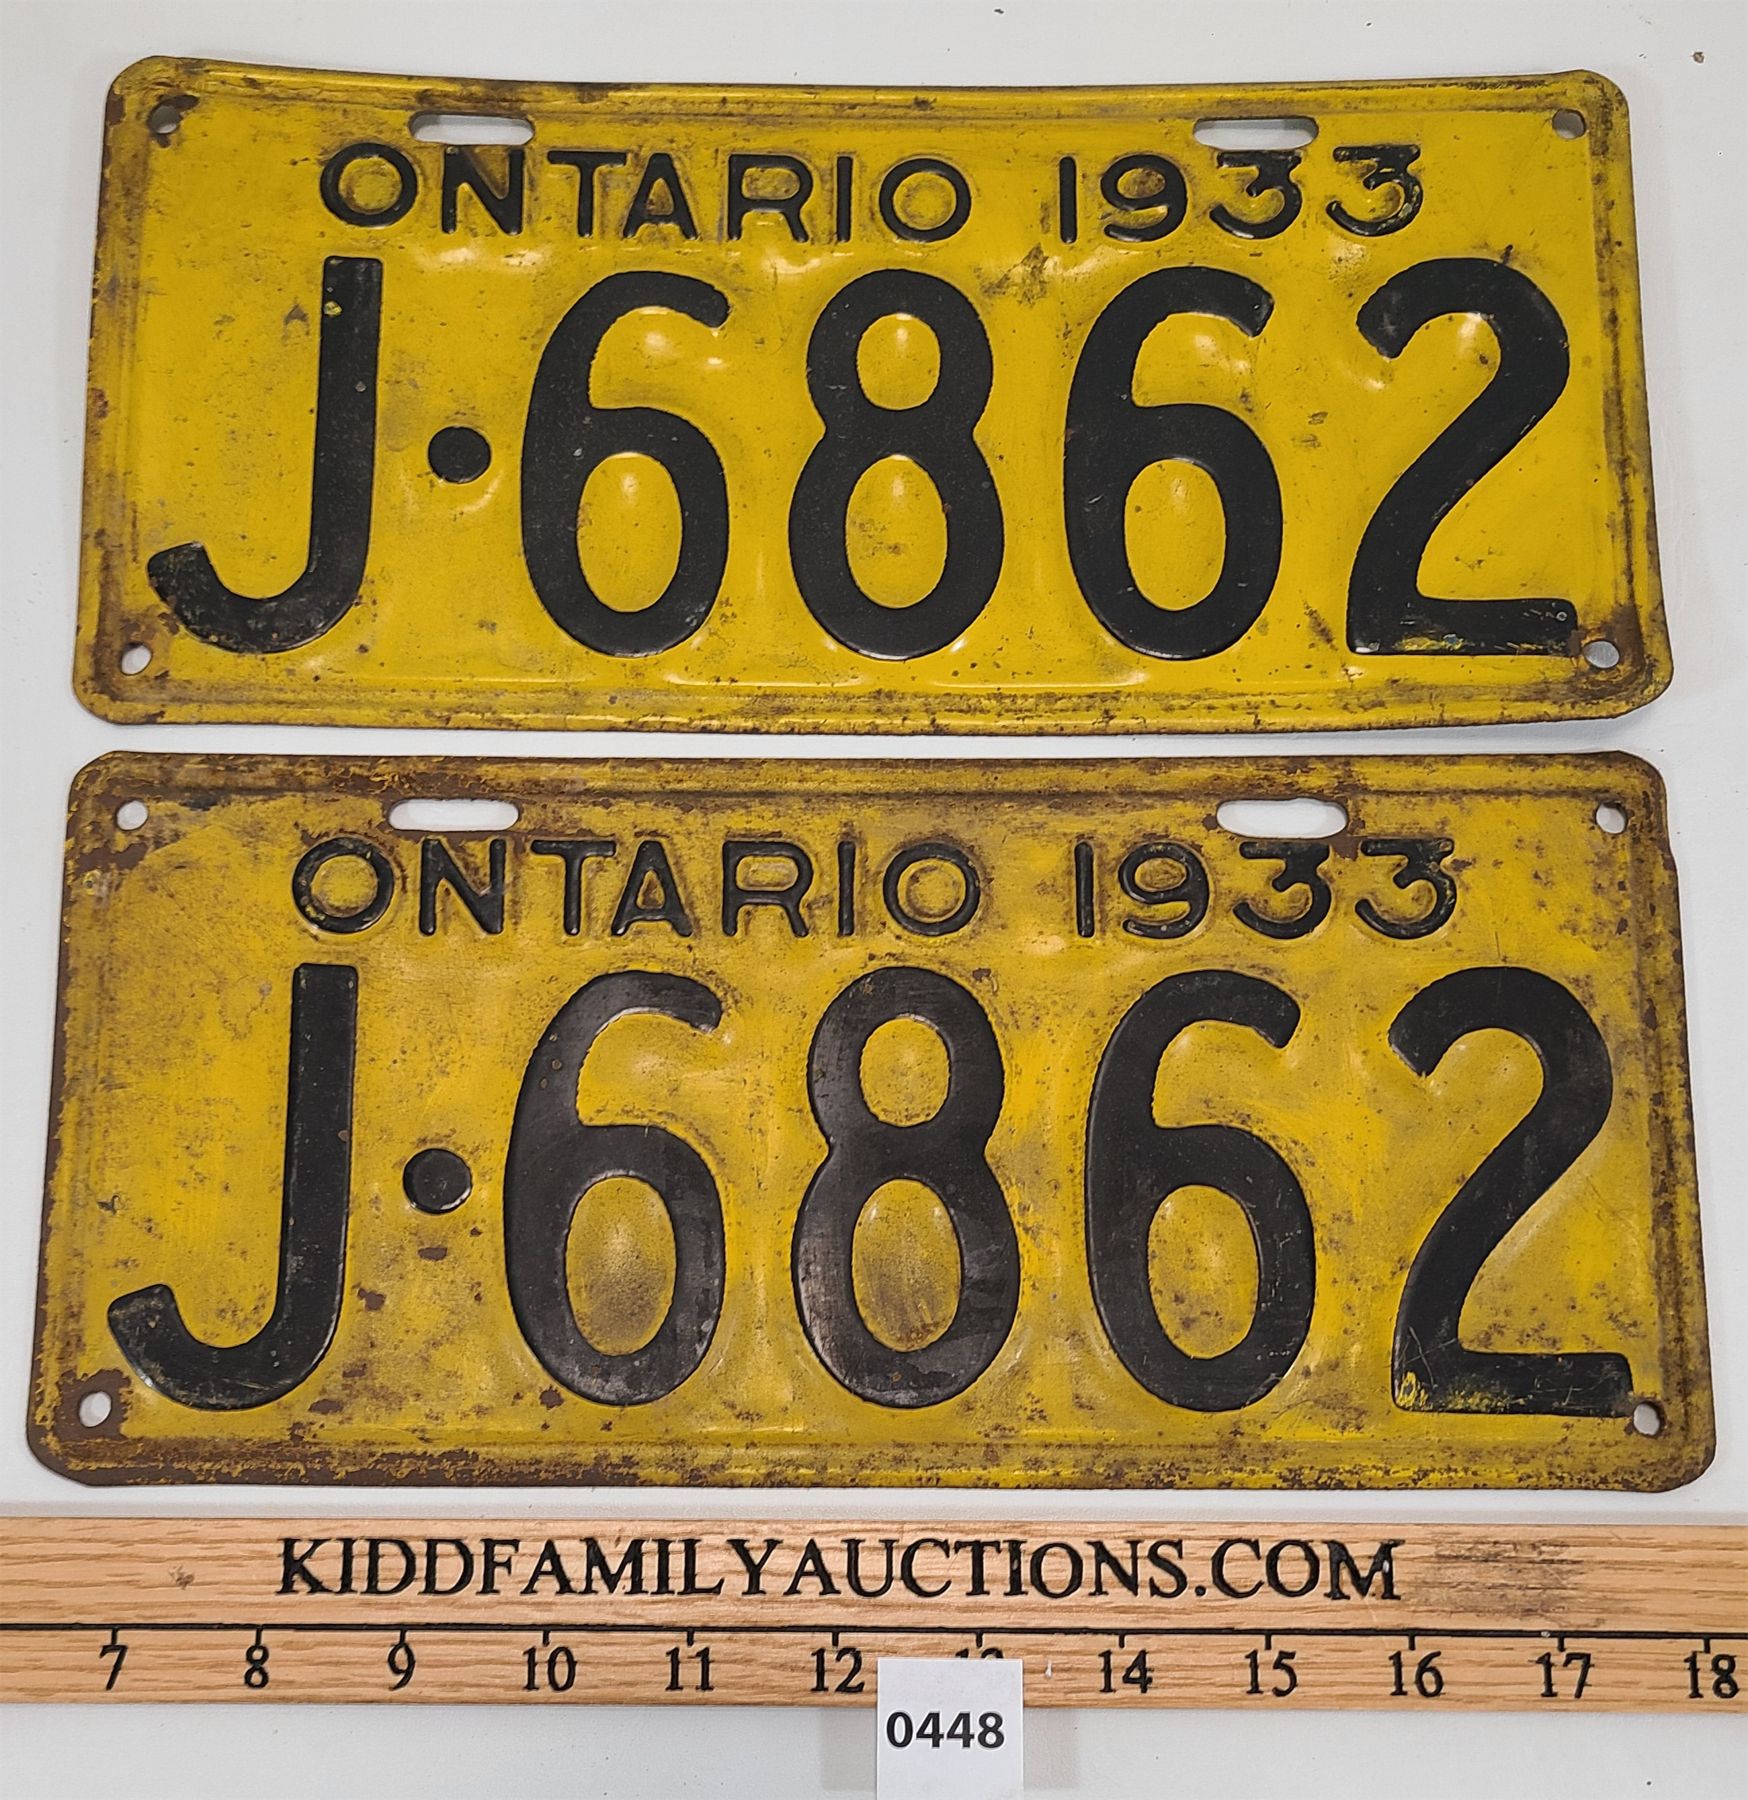 ONTARIO 1933
J·6862
ONTARIO 1933
J·6862
KIDDFAMILYAUCTIONS.COM
7 8 9 10 11 12 13 14 15 16 17 18
0448